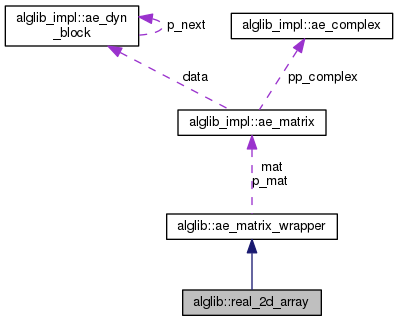 alglib_impl::ae_dyn
_block
p_next
alglib_impl::ae_complex
data
pp_complex
alglib_impl::ae_matrix
mat
p_mat
alglib::ae_matrix_wrapper
alglib::real_2d_array